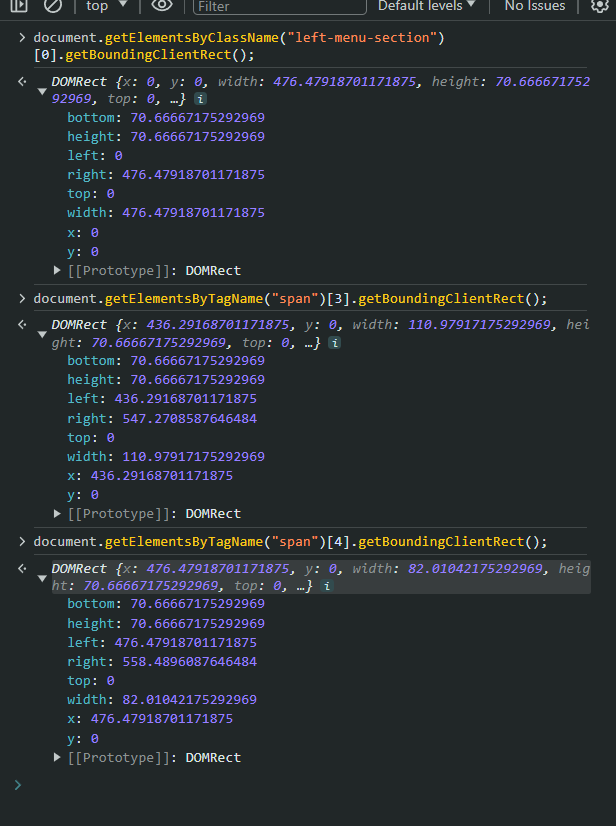 top ▼ Filter Default levels ▼ No Issues
> document.getElementsByClassName("left-menu-section")
[0].getBoundingClientRect();
DOMRect {x: 0, y: 0, width: 476.47918701171875, height: 70.666671752
92969, top: 0, …} i
bottom: 70.66667175292969
height: 70.66667175292969
left: 0
right: 476.47918701171875
top: 0
width: 476.47918701171875
x: 0
y: 0
[[Prototype]]: DOMRect
> document.getElementsByTagName("span")[3].getBoundingClientRect();
DOMRect {x: 436.29168701171875, y: 0, width: 110.97917175292969, hei
ght: 70.66667175292969, top: 0, …} i
bottom: 70.66667175292969
height: 70.66667175292969
left: 436.29168701171875
right: 547.2708587646484
top: 0
width: 110.97917175292969
x: 436.29168701171875
y: 0
[[Prototype]]: DOMRect
> document.getElementsByTagName("span")[4].getBoundingClientRect();
DOMRect {x: 476.47918701171875, y: 0, width: 82.01042175292969, heig
ht: 70.66667175292969, top: 0, …} i
bottom: 70.66667175292969
height: 70.66667175292969
left: 476.47918701171875
right: 558.4896087646484
top: 0
width: 82.01042175292969
x: 476.47918701171875
y: 0
[[Prototype]]: DOMRect
>